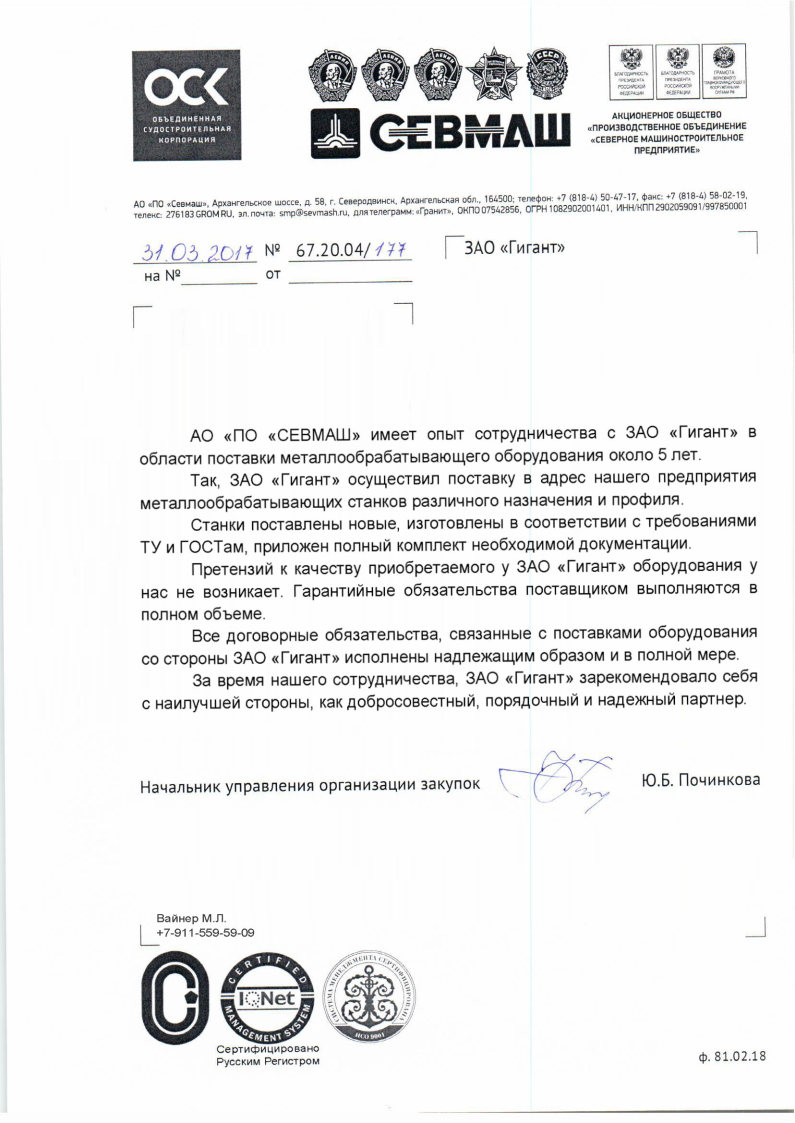 ОСК
ОБЪЕДИНЁННАЯ
СУДОСТРОИТЕЛЬНАЯ
КОРПОРАЦИЯ
СССР
СЕВМАШ
БЛАГОДАРНОСТЬ
ПРЕЗИДЕНТА
РОССИЙСКОЙ
ФЕДЕРАЦИИ
БЛАГОДАРНОСТЬ
ПРЕЗИДЕНТА
РОССИЙСКОЙ
ФЕДЕРАЦИИ
ГРАМОТА
ВЕРХОВНОГО
ГЛАВНОКОМАНДУЮЩЕГО
ВООРУЖЕННЫМИ
СИЛАМИ РФ
АКЦИОНЕРНОЕ ОБЩЕСТВО
«ПРОИЗВОДСТВЕННОЕ ОБЪЕДИНЕНИЕ
«СЕВЕРНОЕ МАШИНОСТРОИТЕЛЬНОЕ
ПРЕДПРИЯТИЕ»
АО «ПО «Севмаш», Архангельское шоссе, д. 58, г. Северодвинск, Архангельская обл., 164500; телефон: +7 (818-4) 50-47-17, факс: +7 (818-4) 58-02-19,
телекс: 276183 GROM RU, эл. почта: smp@sevmash.ru, для телеграмм: «Гранит», ОКПО 07542856, ОГРН 1082902001401, ИНН/КПП 2902059091/997850001
31.03.2017 № 67.20.04/177
на № от
ЗАО «Гигант»
АО «ПО «СЕВМАШ» имеет опыт сотрудничества с ЗАО «Гигант» в
области поставки металлообрабатывающего оборудования около 5 лет.
Так, ЗАО «Гигант» осуществил поставку в адрес нашего предприятия
металлообрабатывающих станков различного назначения и профиля.
Станки поставлены новые, изготовлены в соответствии с требованиями
ТУ и ГОСТам, приложен полный комплект необходимой документации.
Претензий к качеству приобретаемого у ЗАО «Гигант» оборудования у
нас не возникает. Гарантийные обязательства поставщиком выполняются в
полном объеме.
Все договорные обязательства, связанные с поставками оборудования
со стороны ЗАО «Гигант» исполнены надлежащим образом и в полной мере.
За время нашего сотрудничества, ЗАО «Гигант» зарекомендовало себя
с наилучшей стороны, как добросовестный, порядочный и надежный партнер.
Начальник управления организации закупок
Ю.Б. Починкова
Вайнер М.Л.
+7-911-559-59-09
CERTIFIED
IQNet
MANAGEMENT SYSTEM
СИСТЕМА МЕНЕДЖМЕНТА СЕРТИФИЦИРОВАНА
ИСО 9001
Сертифицировано
Русским Регистром
ф. 81.02.18